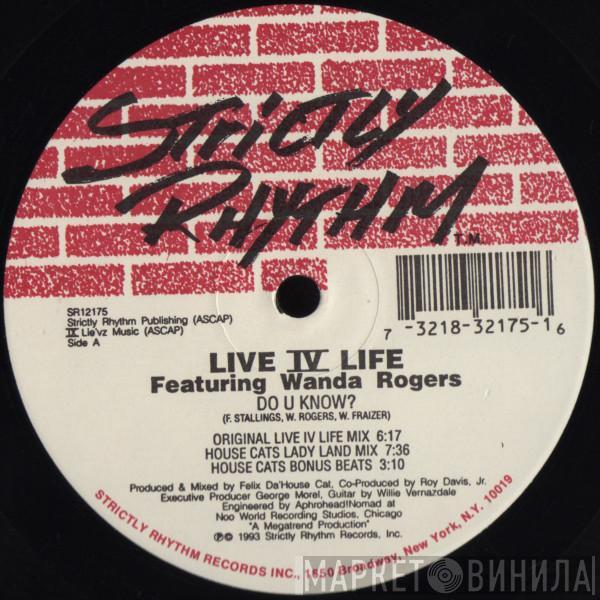 STRICTLY
RHYTHM
T.M.
SR12175
Strictly Rhythm Publishing (ASCAP)
IX Lie'vz Music (ASCAP)
Side A
7 -3218-32175-1 6
LIVE IV LIFE
Featuring Wanda Rogers
DO U KNOW?
(F. STALLINGS, W. ROGERS, W. FRAIZER)
ORIGINAL LIVE IV LIFE MIX 6:17
HOUSE CATS LADY LAND MIX 7:36
HOUSE CATS BONUS BEATS 3:10
Produced & Mixed by Felix Da'House Cat, Co-Produced by Roy Davis, Jr.
Executive Producer George Morel, Guitar by Willie Vernazdale
Engineered by Aphrohead!Nomad at
Noo World Recording Studios, Chicago
"A Megatrend Production"
℗© 1993 Strictly Rhythm Records, Inc.
STRICTLY RHYTHM RECORDS INC., 1650 Broadway, New York, N.Y. 10019
МАРКЕТ ВИНИЛА